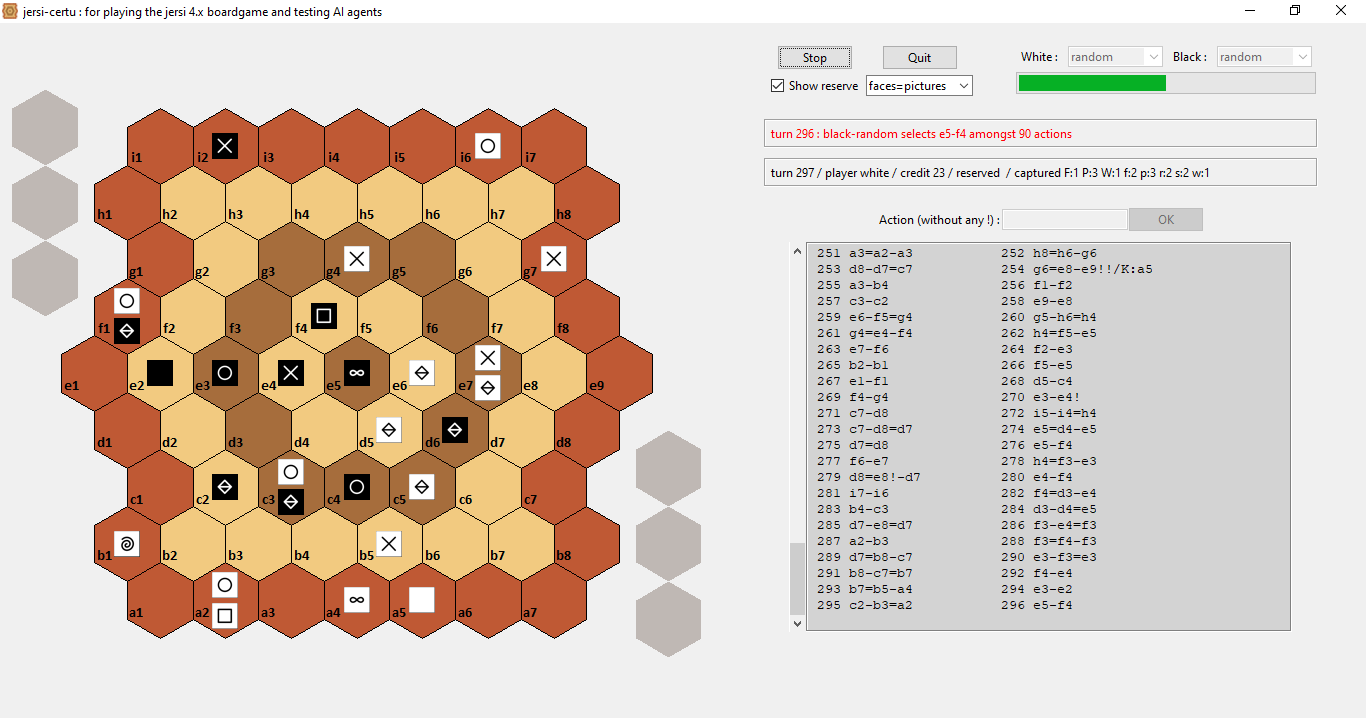 jersi-certu : for playing the jersi 4.x boardgame and testing AI agents
Stop Quit White : random Black : random
Show reserve faces=pictures
turn 296 : black-random selects e5-f4 amongst 90 actions
turn 297 / player white / credit 23 / reserved / captured F:1 P:3 W:1 f:2 p:3 r:2 s:2 w:1
Action (without any !) : OK
i1 i2 i3 i4 i5 i6 i7
h1 h2 h3 h4 h5 h6 h7 h8
g1 g2 g3 g4 g5 g6 g7
f1 f2 f3 f4 f5 f6 f7 f8
e1 e2 e3 e4 e5 e6 e7 e8 e9
d1 d2 d3 d4 d5 d6 d7 d8
c1 c2 c3 c4 c5 c6 c7
b1 b2 b3 b4 b5 b6 b7 b8
a1 a2 a3 a4 a5 a6 a7
251 a3=a2-a3 252 h8=h6-g6
253 d8-d7=c7 254 g6=e8-e9!!/K:a5
255 a3-b4 256 f1-f2
257 c3-c2 258 e9-e8
259 e6-f5=g4 260 g5-h6=h4
261 g4=e4-f4 262 h4=f5-e5
263 e7-f6 264 f2-e3
265 b2-b1 266 f5-e5
267 e1-f1 268 d5-c4
269 f4-g4 270 e3-e4!
271 c7-d8 272 i5-i4=h4
273 c7-d8=d7 274 e5=d4-e5
275 d7=d8 276 e5-f4
277 f6-e7 278 h4=f3-e3
279 d8=e8!-d7 280 e4-f4
281 i7-i6 282 f4=d3-e4
283 b4-c3 284 d3-d4=e5
285 d7-e8=d7 286 f3-e4=f3
287 a2-b3 288 f3=f4-f3
289 d7=b8-c7 290 e3-f3=e3
291 b8-c7=b7 292 f4-e4
293 b7=b5-a4 294 e3-e2
295 c2-b3=a2 296 e5-f4